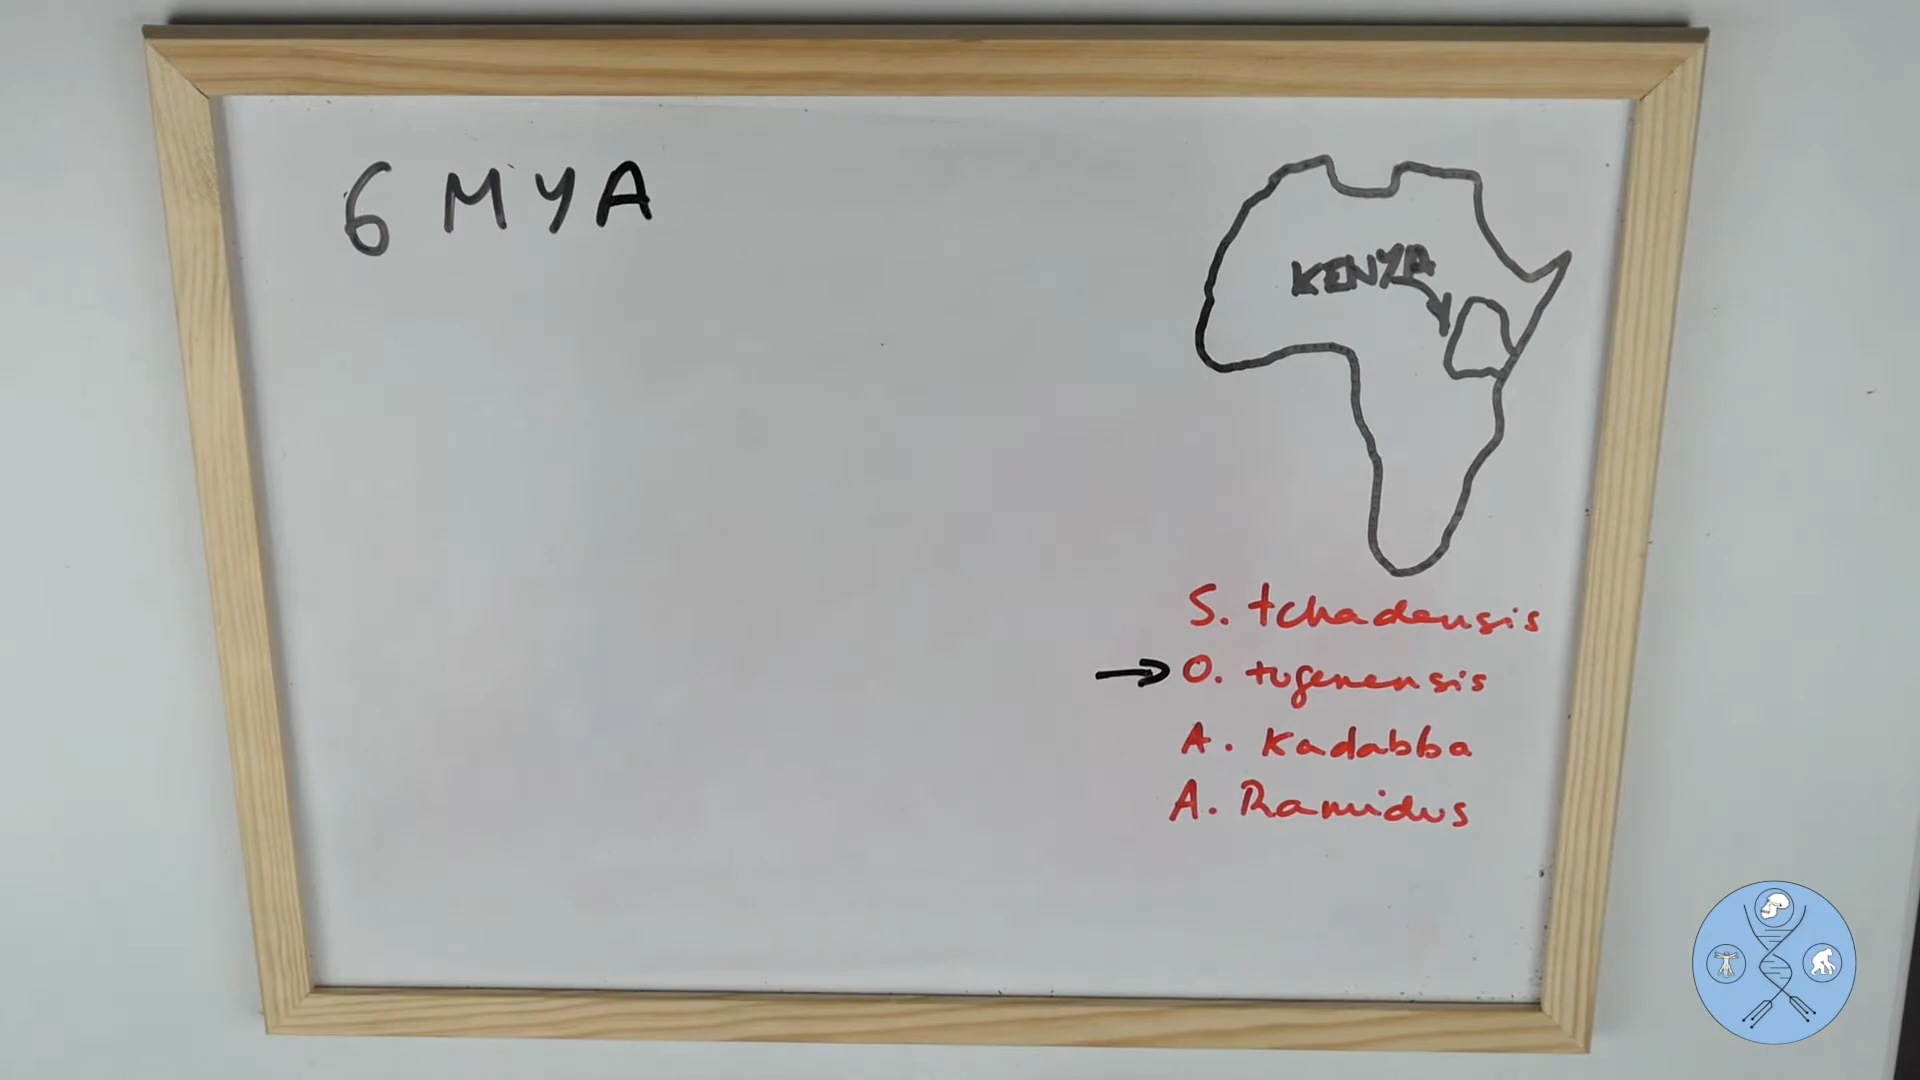 6 MYA
KENYA
S. tchadensis
O. tugenensis
A. Kadabba
A. Ramidus